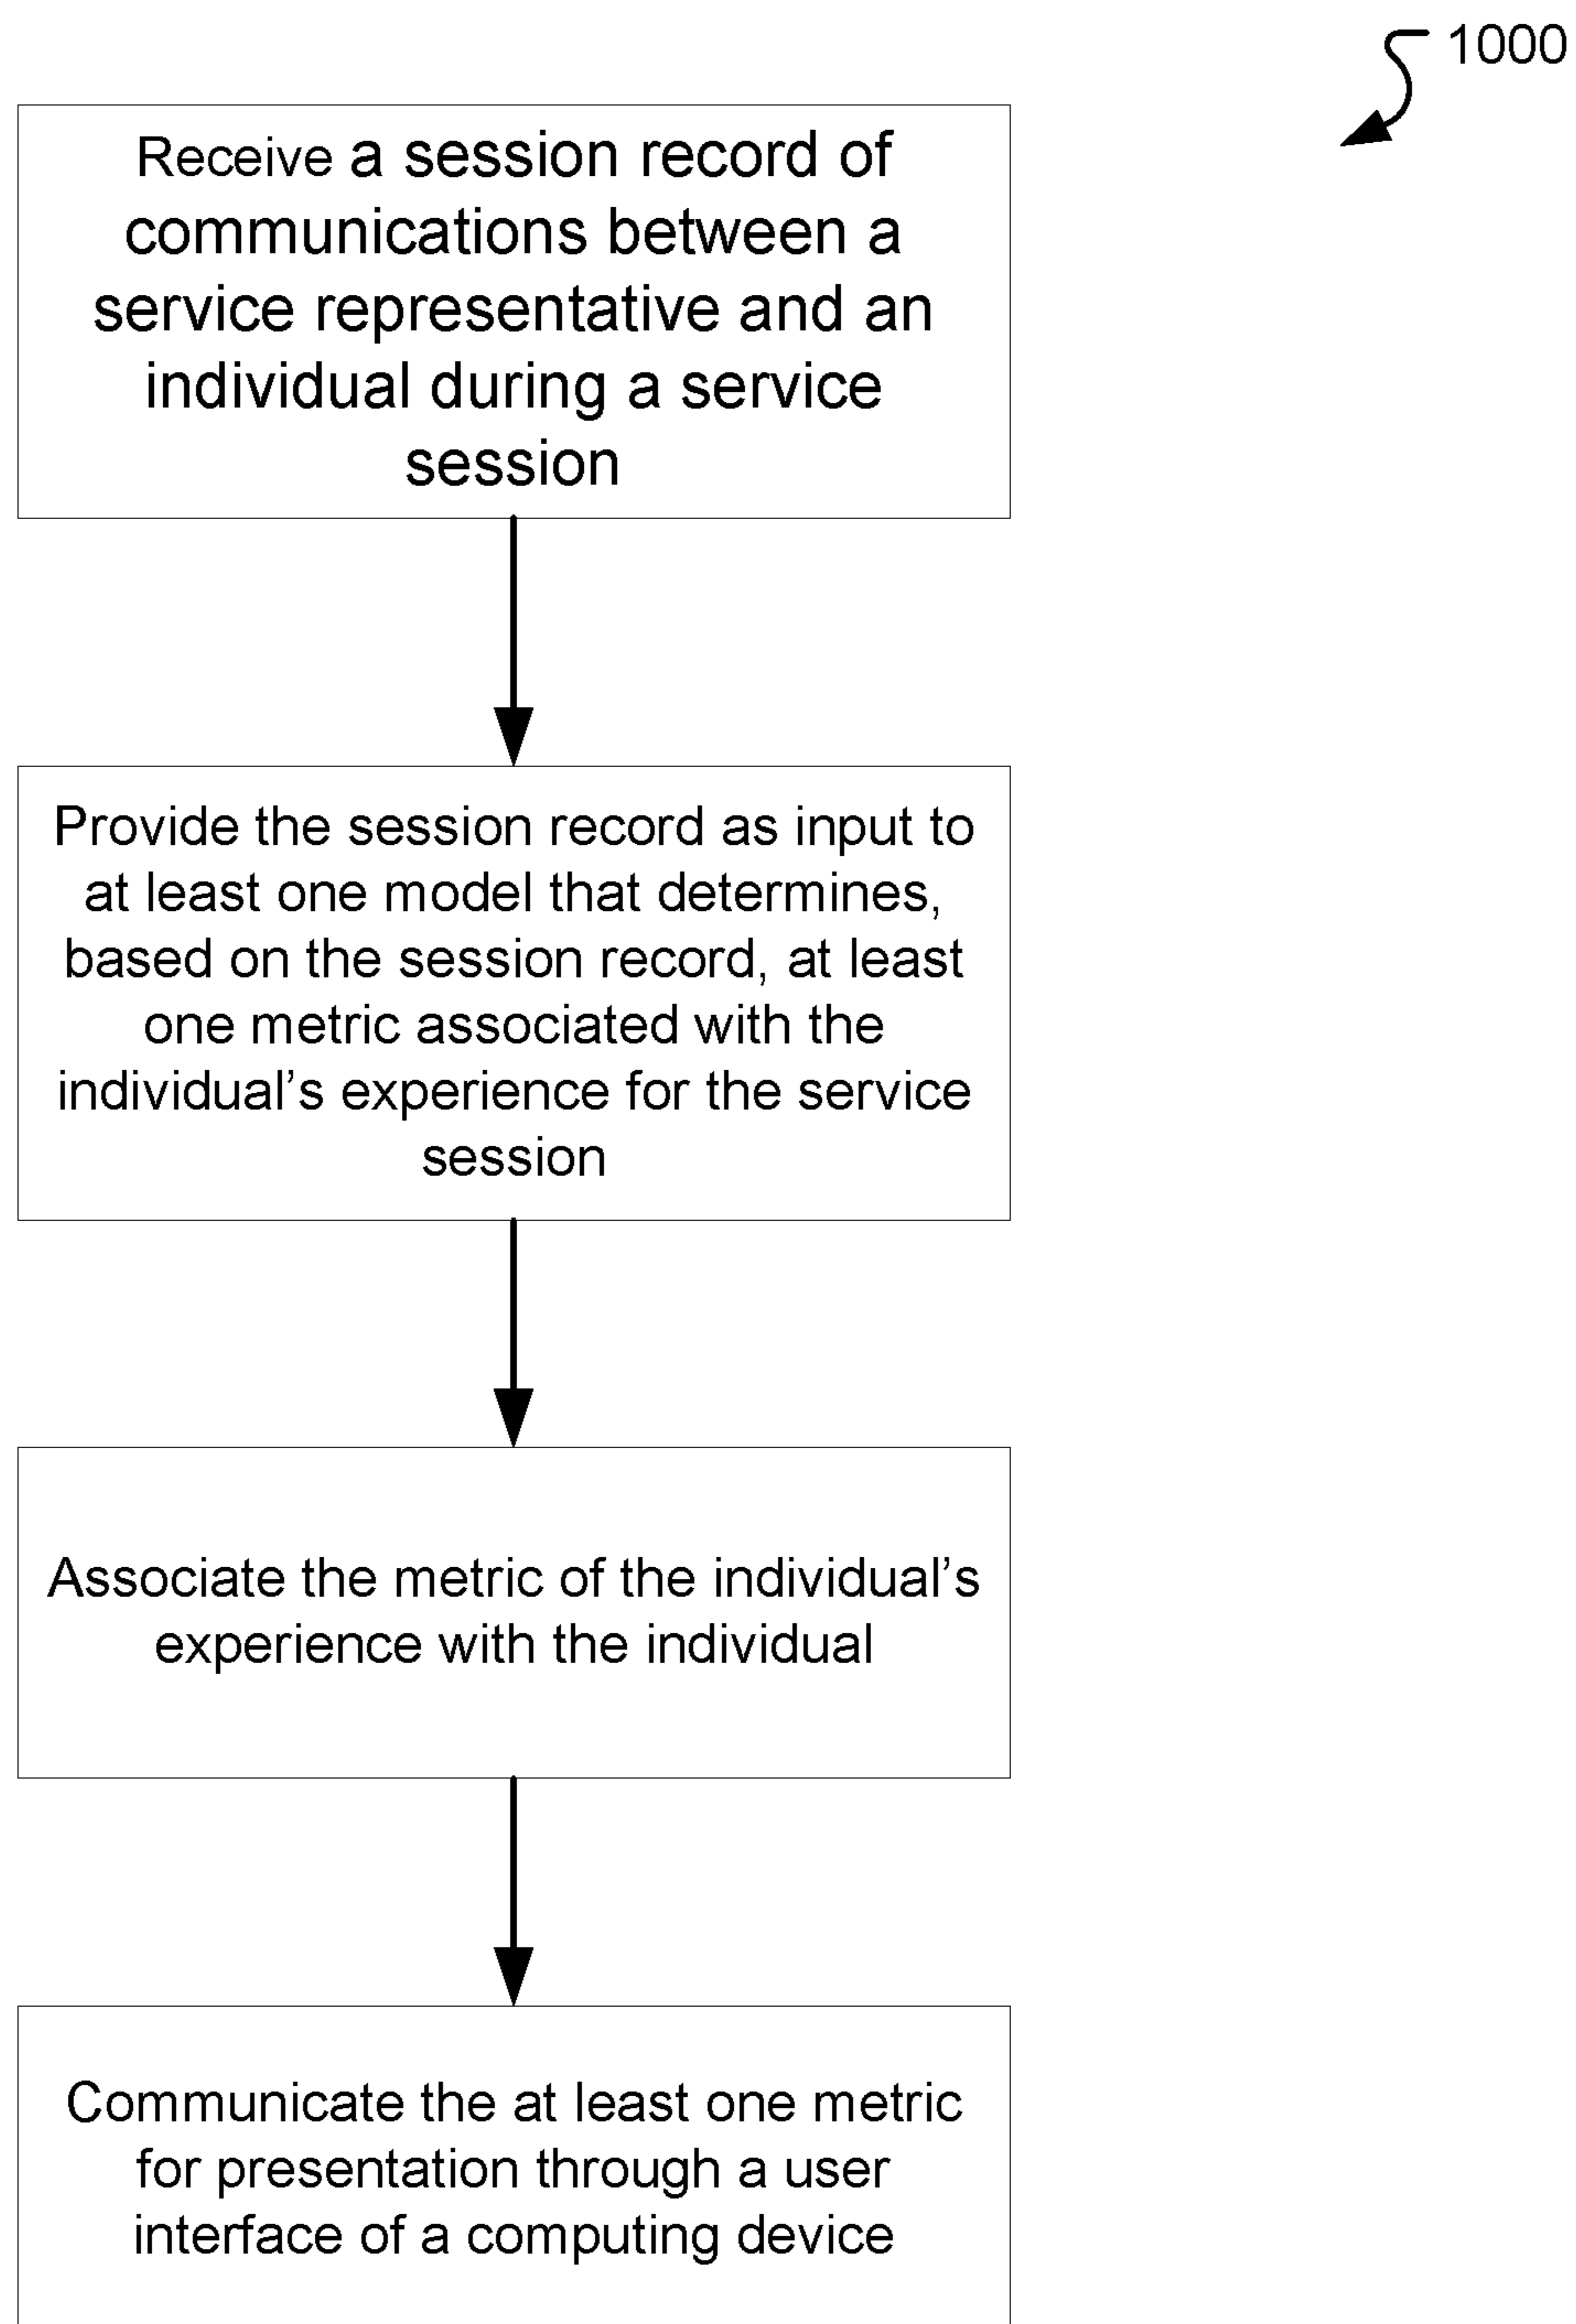 1000
Receive a session record of
communications between a
service representative and an
individual during a service
session
Provide the session record as input to
at least one model that determines,
based on the session record, at least
one metric associated with the
individual’s experience for the service
session
Associate the metric of the individual’s
experience with the individual
Communicate the at least one metric
for presentation through a user
interface of a computing device